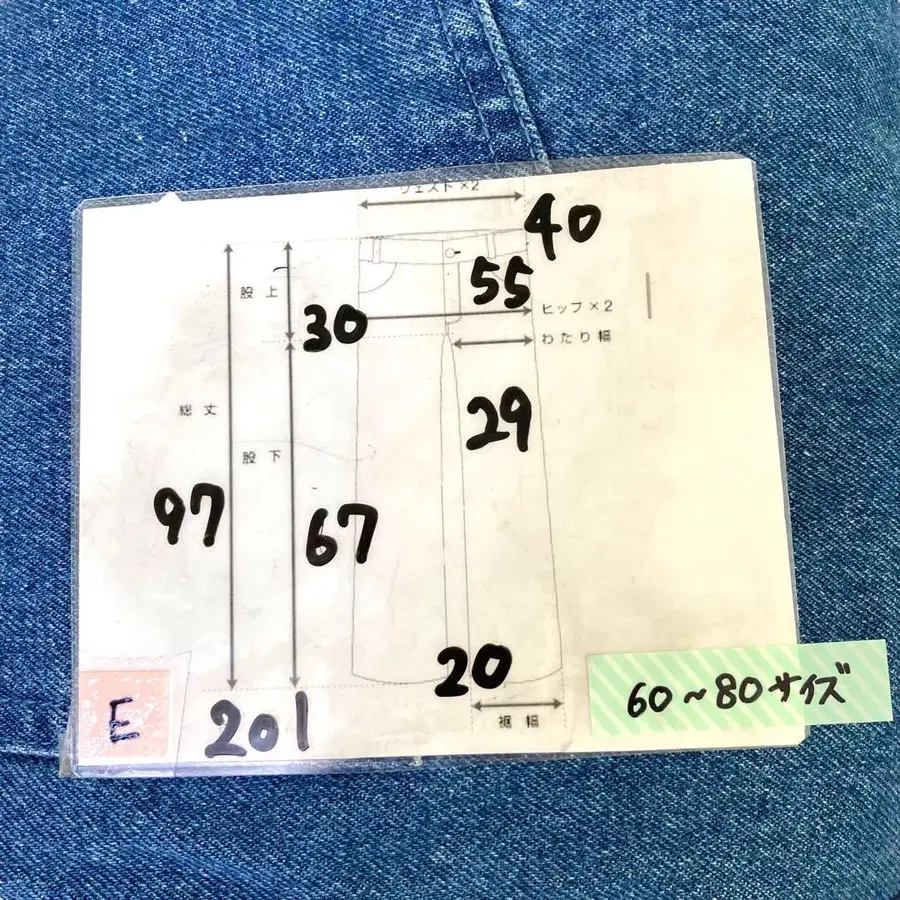 ウェスト×2
40
55
股上
30
ヒップ×2
わたり幅
総丈
29
股下
97
67
20
60~80サイズ
E
201
裾幅